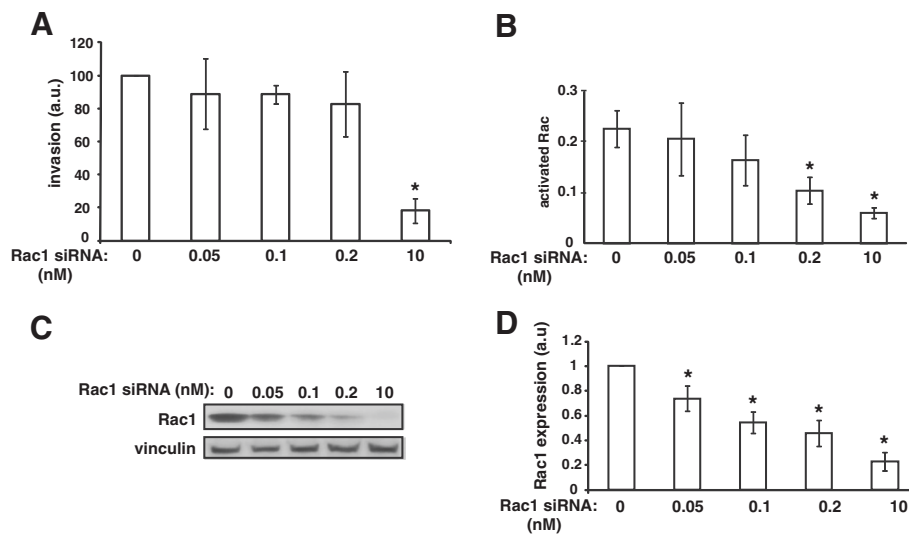 A
120
100
80
60
40
20
0
invasion (a.u.)
*
Rac1 siRNA: 0 0.05 0.1 0.2 10
(nM)
B
0.3
0.2
0.1
0
activated Rac
* *
Rac1 siRNA: 0 0.05 0.1 0.2 10
(nM)
C
Rac1 siRNA (nM): 0 0.05 0.1 0.2 10
Rac1
vinculin
D
1.2
1
0.8
0.6
0.4
0.2
0
Rac1 expression (a.u)
* * * *
Rac1 siRNA: 0 0.05 0.1 0.2 10
(nM)